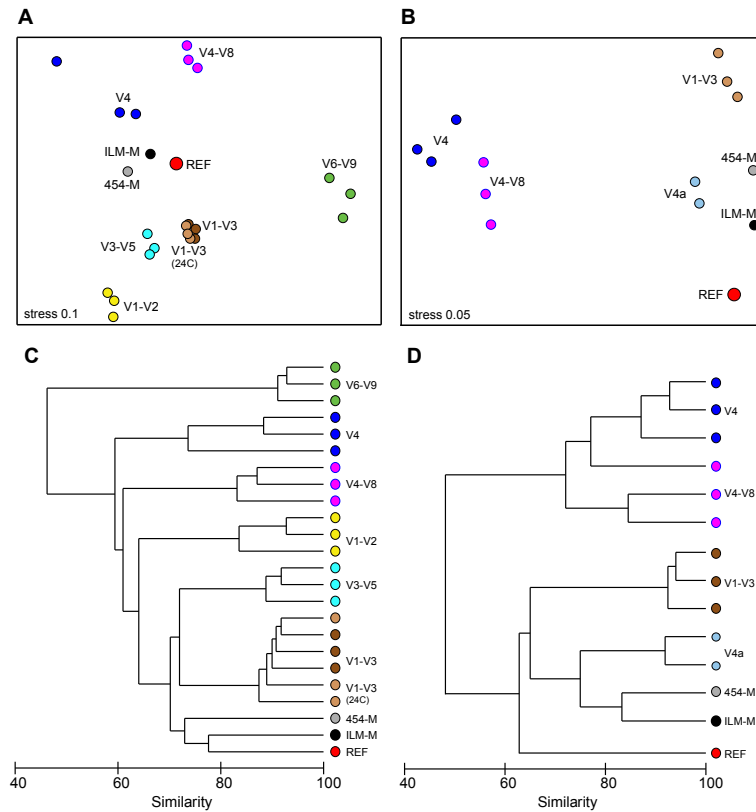 A
V4-V8
V4
ILM-M
REF
454-M
V6-V9
V1-V3
V3-V5
V1-V3
(24C)
V1-V2
stress 0.1
B
V1-V3
V4
454-M
V4-V8
V4a
ILM-M
REF
stress 0.05
C
V6-V9
V4
V4-V8
V1-V2
V3-V5
V1-V3
V1-V3
(24C)
454-M
ILM-M
REF
40 60 80 100
Similarity
D
V4
V4-V8
V1-V3
V4a
454-M
ILM-M
REF
40 60 80 100
Similarity